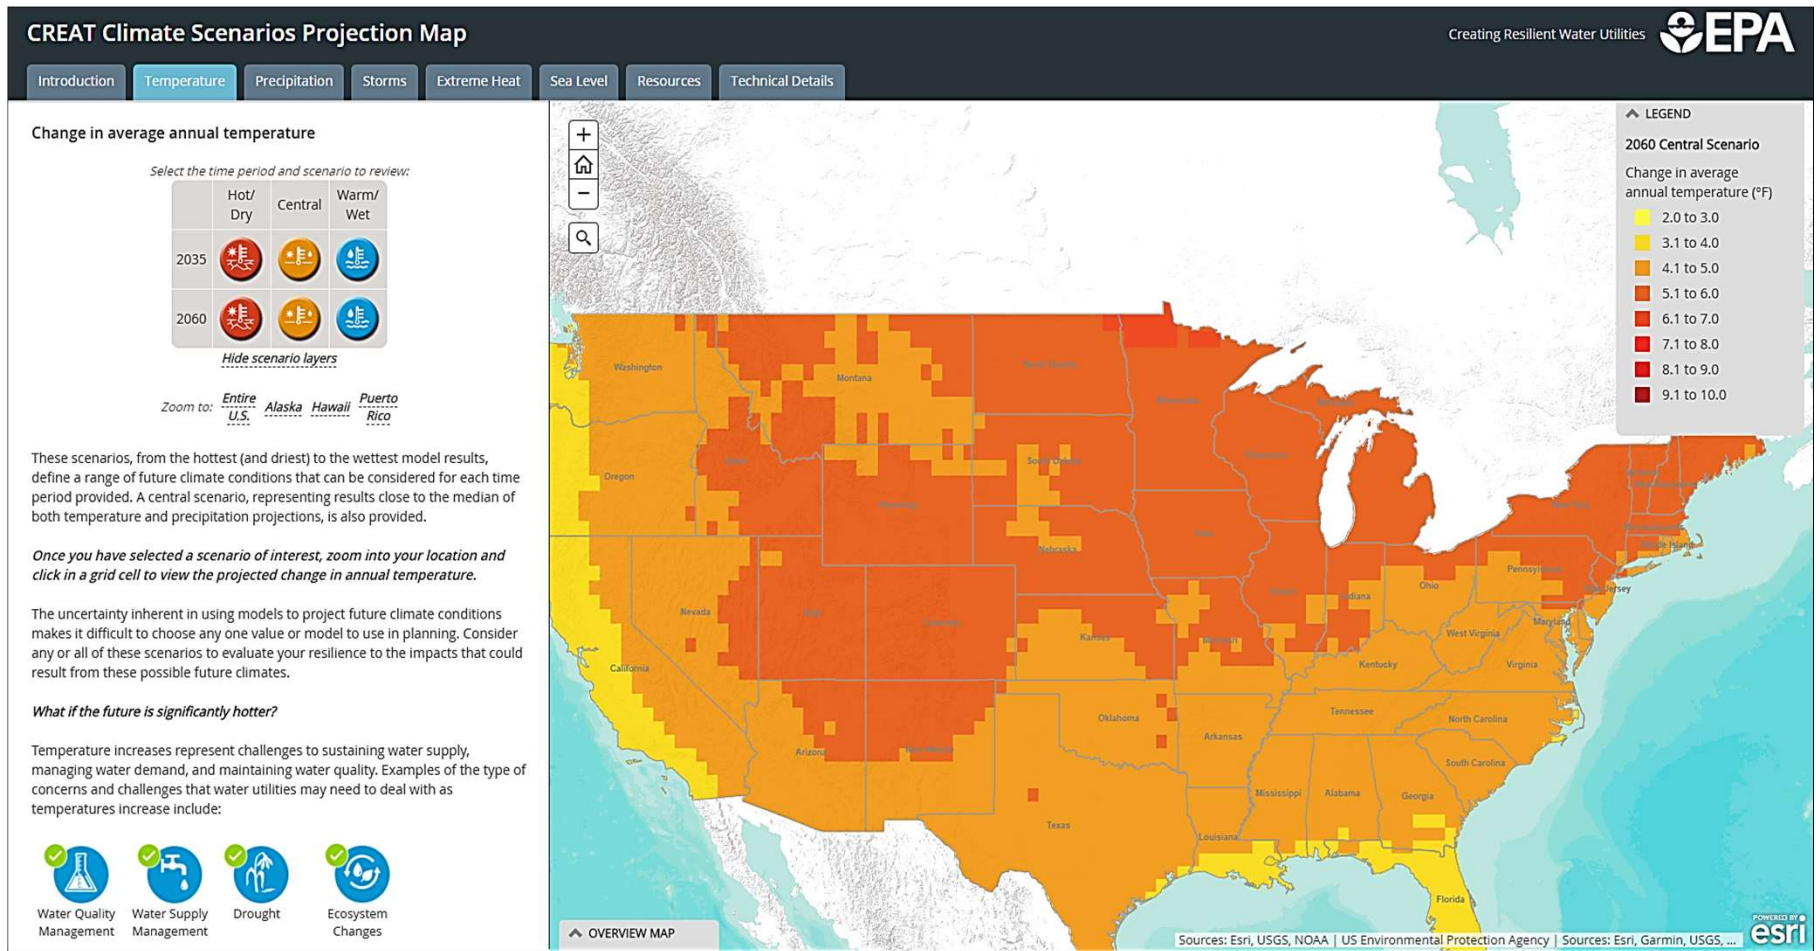 CREAT Climate Scenarios Projection Map
Creating Resilient Water Utilities
EPA
Introduction
Temperature
Precipitation
Storms
Extreme Heat
Sea Level
Resources
Technical Details
Change in average annual temperature
Select the time period and scenario to review:
Hot/
Dry
Central
Warm/
Wet
2035
2060
Hide scenario layers
Zoom to:
Entire
U.S.
Alaska
Hawaii
Puerto
Rico
These scenarios, from the hottest (and driest) to the wettest model results,
define a range of future climate conditions that can be considered for each time
period provided. A central scenario, representing results close to the median of
both temperature and precipitation projections, is also provided.
Once you have selected a scenario of interest, zoom into your location and
click in a grid cell to view the projected change in annual temperature.
The uncertainty inherent in using models to project future climate conditions
makes it difficult to choose any one value or model to use in planning. Consider
any or all of these scenarios to evaluate your resilience to the impacts that could
result from these possible future climates.
What if the future is significantly hotter?
Temperature increases represent challenges to sustaining water supply,
managing water demand, and maintaining water quality. Examples of the type of
concerns and challenges that water utilities may need to deal with as
temperatures increase include:
Water Quality
Management
Water Supply
Management
Drought
Ecosystem
Changes
+
−
LEGEND
2060 Central Scenario
Change in average
annual temperature (°F)
2.0 to 3.0
3.1 to 4.0
4.1 to 5.0
5.1 to 6.0
6.1 to 7.0
7.1 to 8.0
8.1 to 9.0
9.1 to 10.0
Washington
Montana
Oregon
South Dakota
Nebraska
Nevada
California
Kansas
Missouri
Indiana
Ohio
Pennsylvania
New Jersey
Maryland
West Virginia
Virginia
Kentucky
Tennessee
North Carolina
South Carolina
Oklahoma
Arkansas
Arizona
New Mexico
Texas
Louisiana
Mississippi
Alabama
Georgia
Florida
OVERVIEW MAP
Sources: Esri, USGS, NOAA | US Environmental Protection Agency | Sources: Esri, Garmin, USGS, ...
POWERED BY
esri